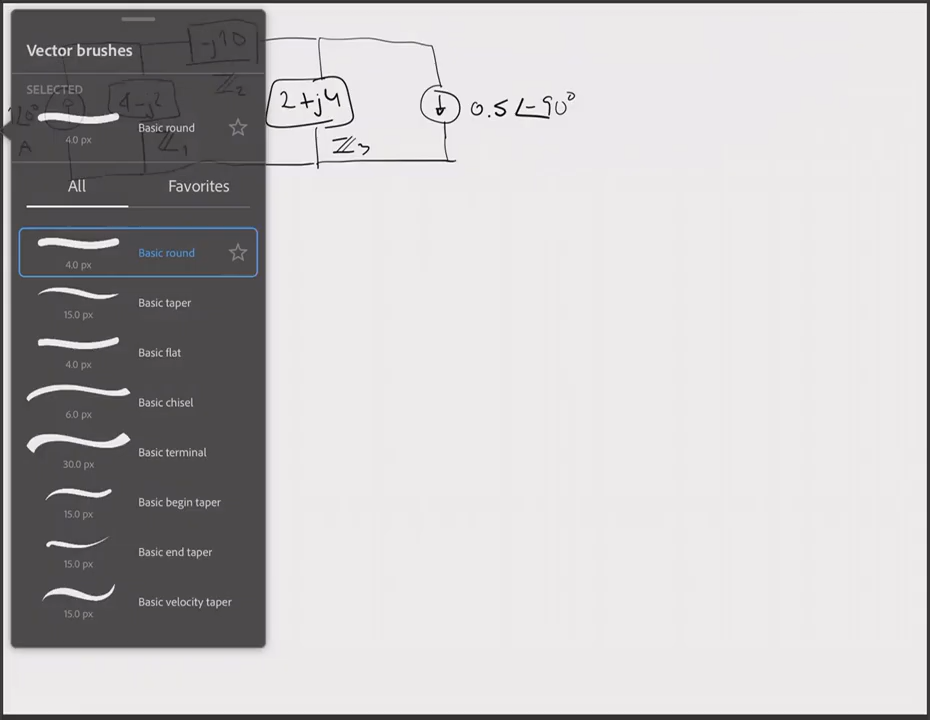 Vector brushes
-j10
SELECTED
4-j2
Z2
2+j4
0.5∠-90°
Basic round
4.0 px
A
Z1
Z3
All
Favorites
Basic round
4.0 px
Basic taper
15.0 px
Basic flat
4.0 px
Basic chisel
6.0 px
Basic terminal
30.0 px
Basic begin taper
15.0 px
Basic end taper
15.0 px
Basic velocity taper
15.0 px